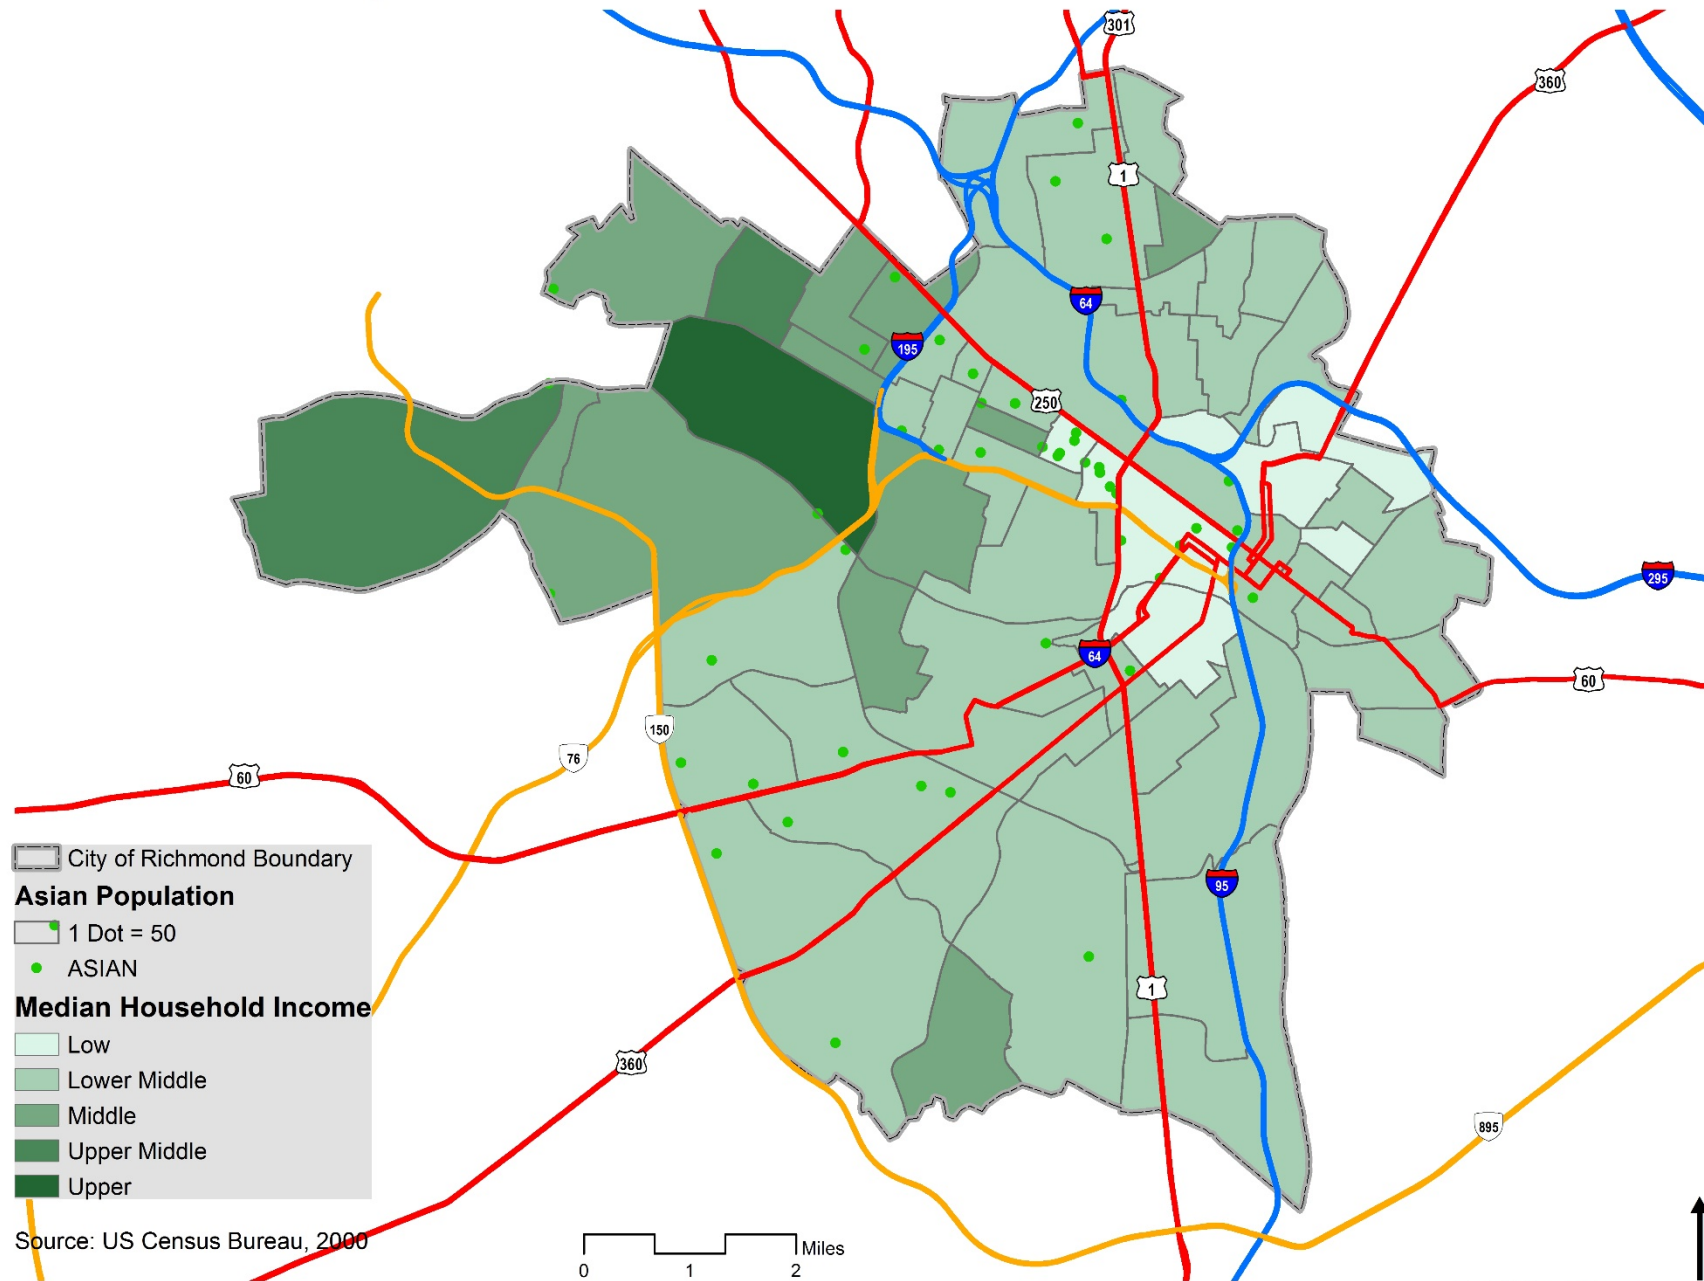 301
360
1
64
195
250
295
60
64
150
76
60
95
1
360
895
City of Richmond Boundary
Asian Population
1 Dot = 50
ASIAN
Median Household Income
Low
Lower Middle
Middle
Upper Middle
Upper
Source: US Census Bureau, 2000
Miles
0 1 2